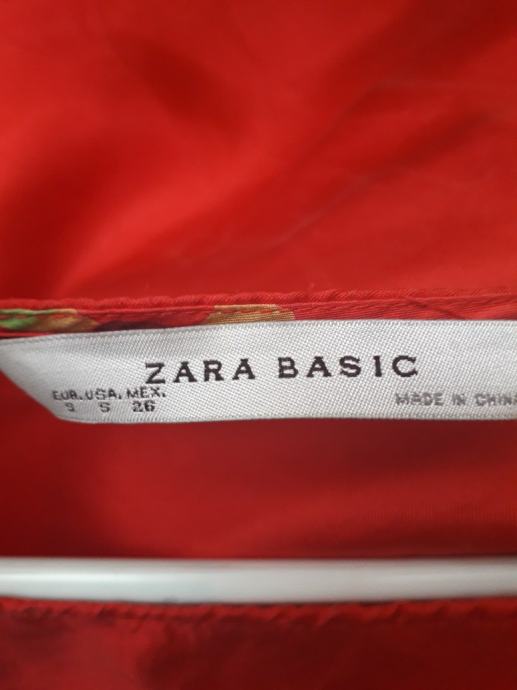 ZARA BASIC
EUR. USA. MEX.
S S 26
MADE IN CHINA